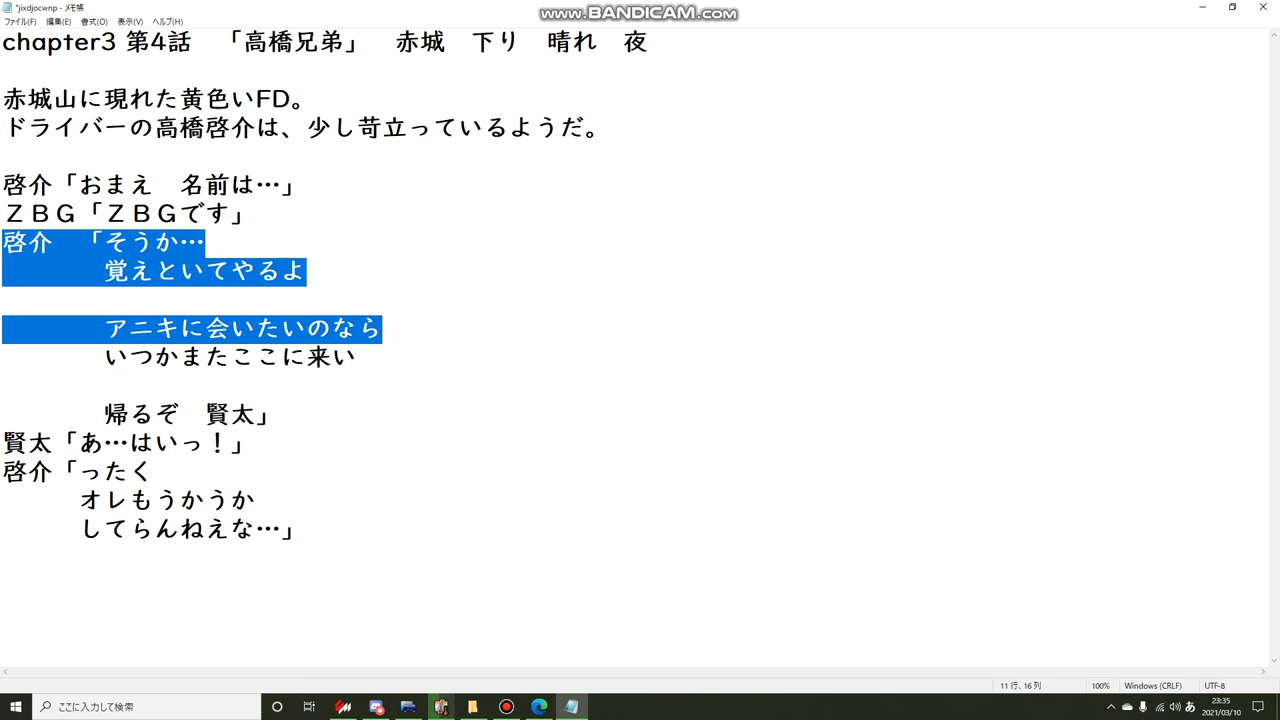 *jixdjocwnp - メモ帳
www.BANDICAM.com
ファイル(F) 編集(E) 書式(O) 表示(V) ヘルプ(H)
chapter3 第4話　「高橋兄弟」　赤城　下り　晴れ　夜
赤城山に現れた黄色いFD。
ドライバーの高橋啓介は、少し苛立っているようだ。
啓介「おまえ　名前は…」
ＺＢＧ「ＺＢＧです」
啓介　「そうか…
覚えといてやるよ
アニキに会いたいのなら
いつかまたここに来い
帰るぞ　賢太」
賢太「あ…はいっ！」
啓介「ったく
オレもうかうか
してらんねえな…」
11 行、16 列 100% Windows (CRLF) UTF-8
ここに入力して検索
あ 23:35
2021/03/10